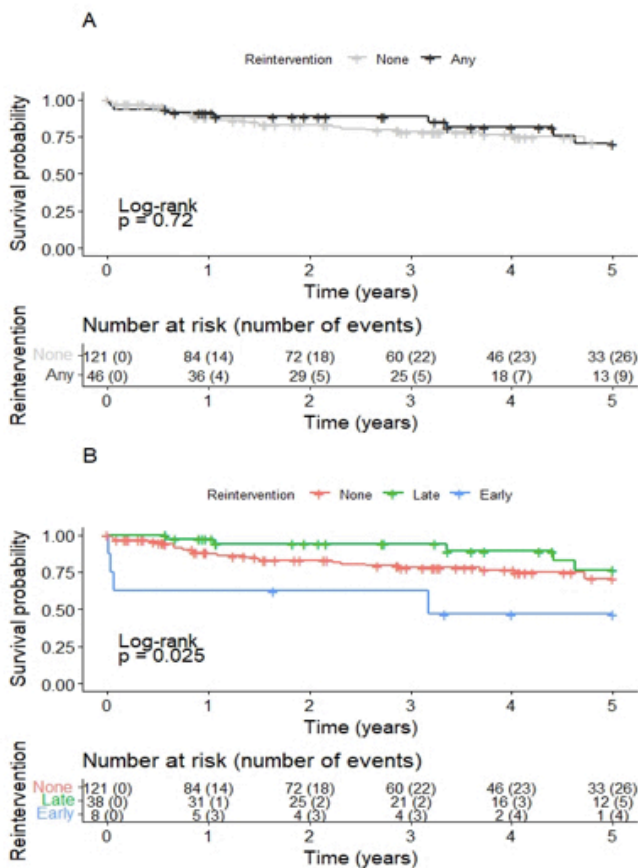 A
Reintervention None Any
1.00
0.75
0.50
0.25
0.00
Survival probability
Log-rank
p = 0.72
0 1 2 3 4 5
Time (years)
Number at risk (number of events)
Reintervention
None 121 (0) 84 (14) 72 (18) 60 (22) 46 (23) 33 (26)
Any 46 (0) 36 (4) 29 (5) 25 (5) 18 (7) 13 (9)
0 1 2 3 4 5
Time (years)
B
Reintervention None Late Early
1.00
0.75
0.50
0.25
0.00
Survival probability
Log-rank
p = 0.025
0 1 2 3 4 5
Time (years)
Number at risk (number of events)
Reintervention
None 121 (0) 84 (14) 72 (18) 60 (22) 46 (23) 33 (26)
Late 38 (0) 31 (1) 25 (2) 21 (2) 16 (3) 12 (5)
Early 8 (0) 5 (3) 4 (3) 4 (3) 2 (4) 1 (4)
0 1 2 3 4 5
Time (years)